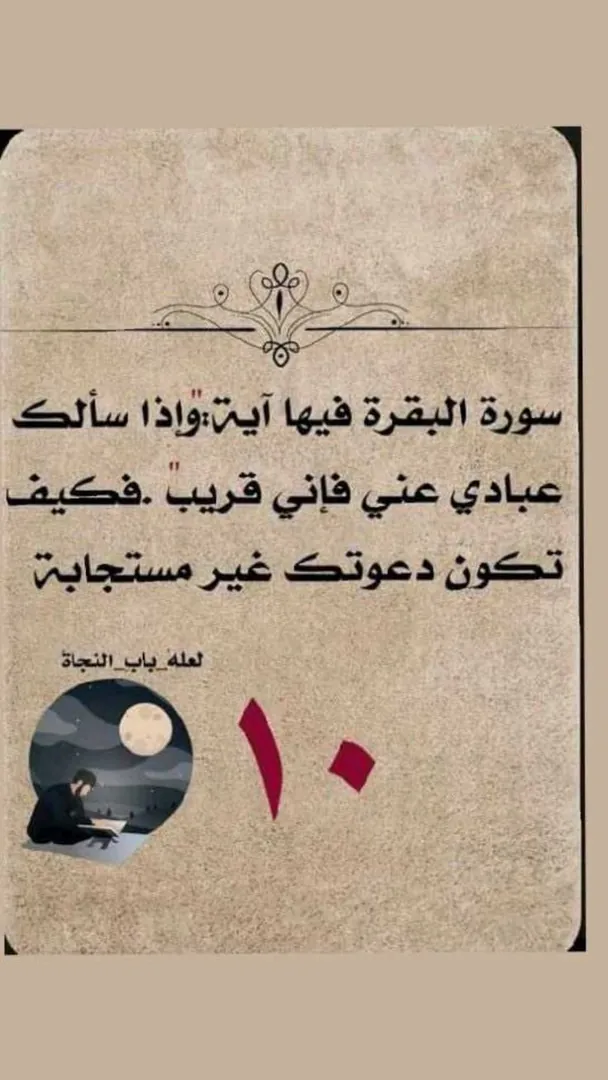 سورة البقرة فيها آية:"وإذا سألك
عبادي عني فإني قريب" .فكيف
تكون دعوتك غير مستجابة
لعله_باب_النجاة
١٠